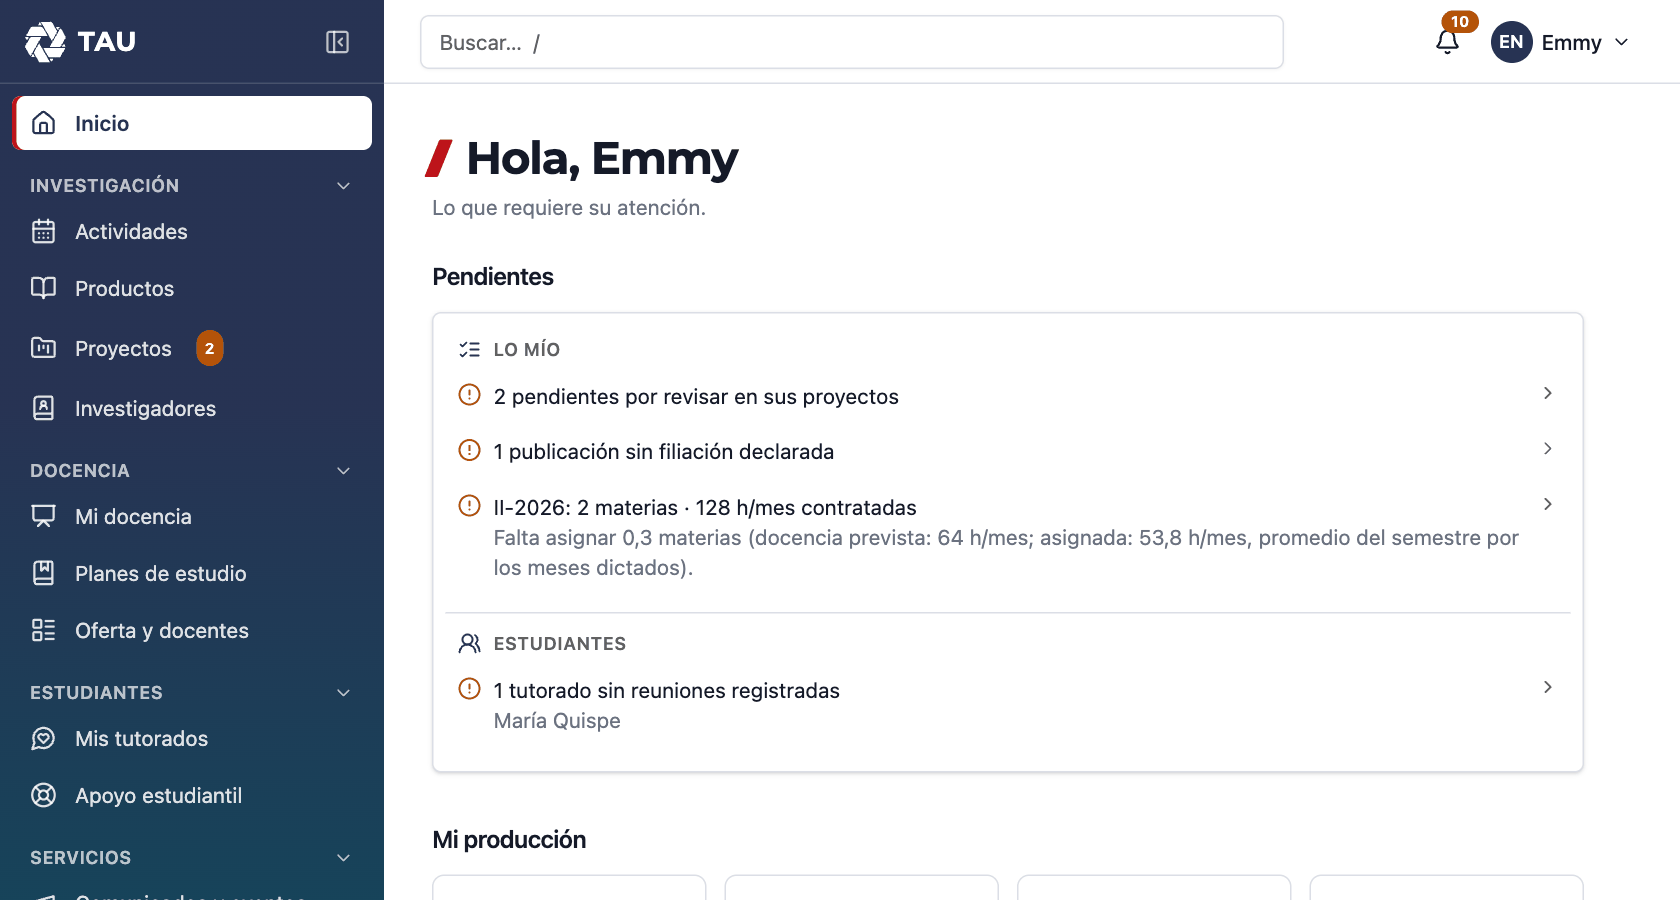 TAU
Buscar... /
10
EN
Emmy
Inicio
INVESTIGACIÓN
Actividades
Productos
Proyectos 2
Investigadores
DOCENCIA
Mi docencia
Planes de estudio
Oferta y docentes
ESTUDIANTES
Mis tutorados
Apoyo estudiantil
SERVICIOS
Hola, Emmy
Lo que requiere su atención.
Pendientes
LO MÍO
2 pendientes por revisar en sus proyectos
1 publicación sin filiación declarada
II-2026: 2 materias · 128 h/mes contratadas
Falta asignar 0,3 materias (docencia prevista: 64 h/mes; asignada: 53,8 h/mes, promedio del semestre por
los meses dictados).
ESTUDIANTES
1 tutorado sin reuniones registradas
María Quispe
Mi producción